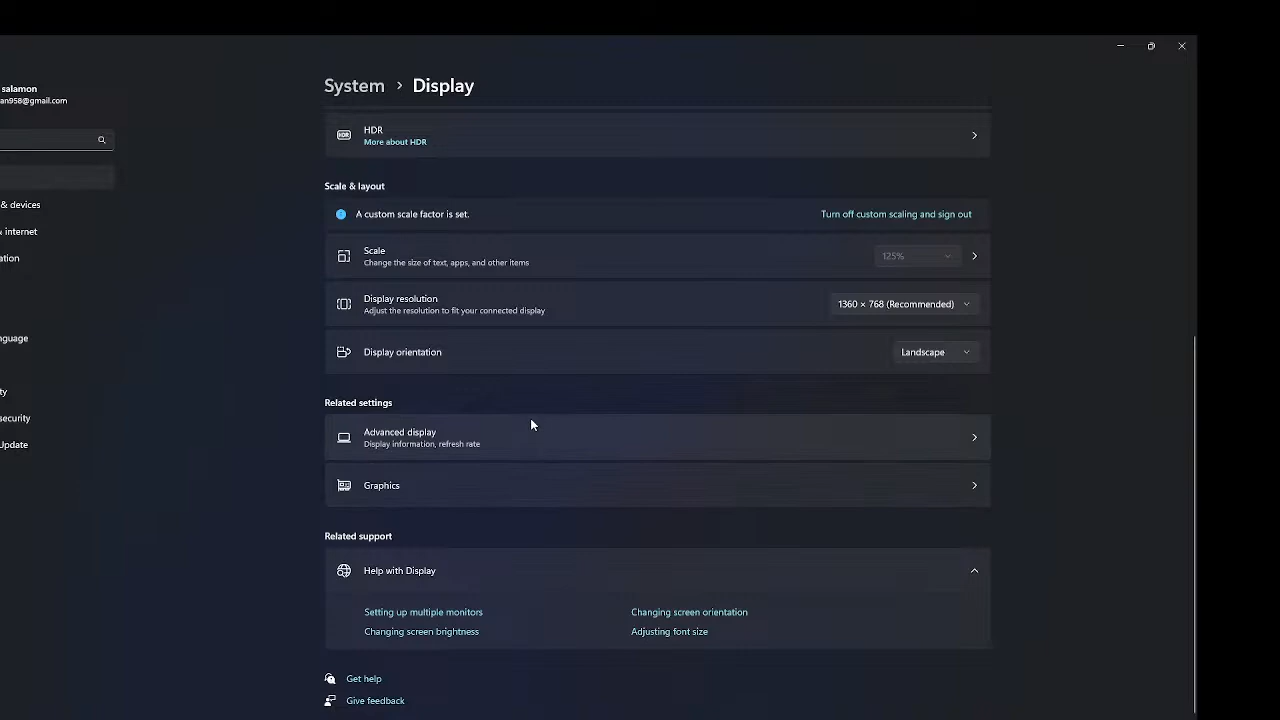 salamon
an958@gmail.com
& devices
& internet
ation
nguage
ty
security
Update
System > Display
HDR
HDR
More about HDR
Scale & layout
A custom scale factor is set.
Turn off custom scaling and sign out
Scale
Change the size of text, apps, and other items
125%
Display resolution
Adjust the resolution to fit your connected display
1360 × 768 (Recommended)
Display orientation
Landscape
Related settings
Advanced display
Display information, refresh rate
Graphics
Related support
Help with Display
Setting up multiple monitors
Changing screen orientation
Changing screen brightness
Adjusting font size
Get help
Give feedback